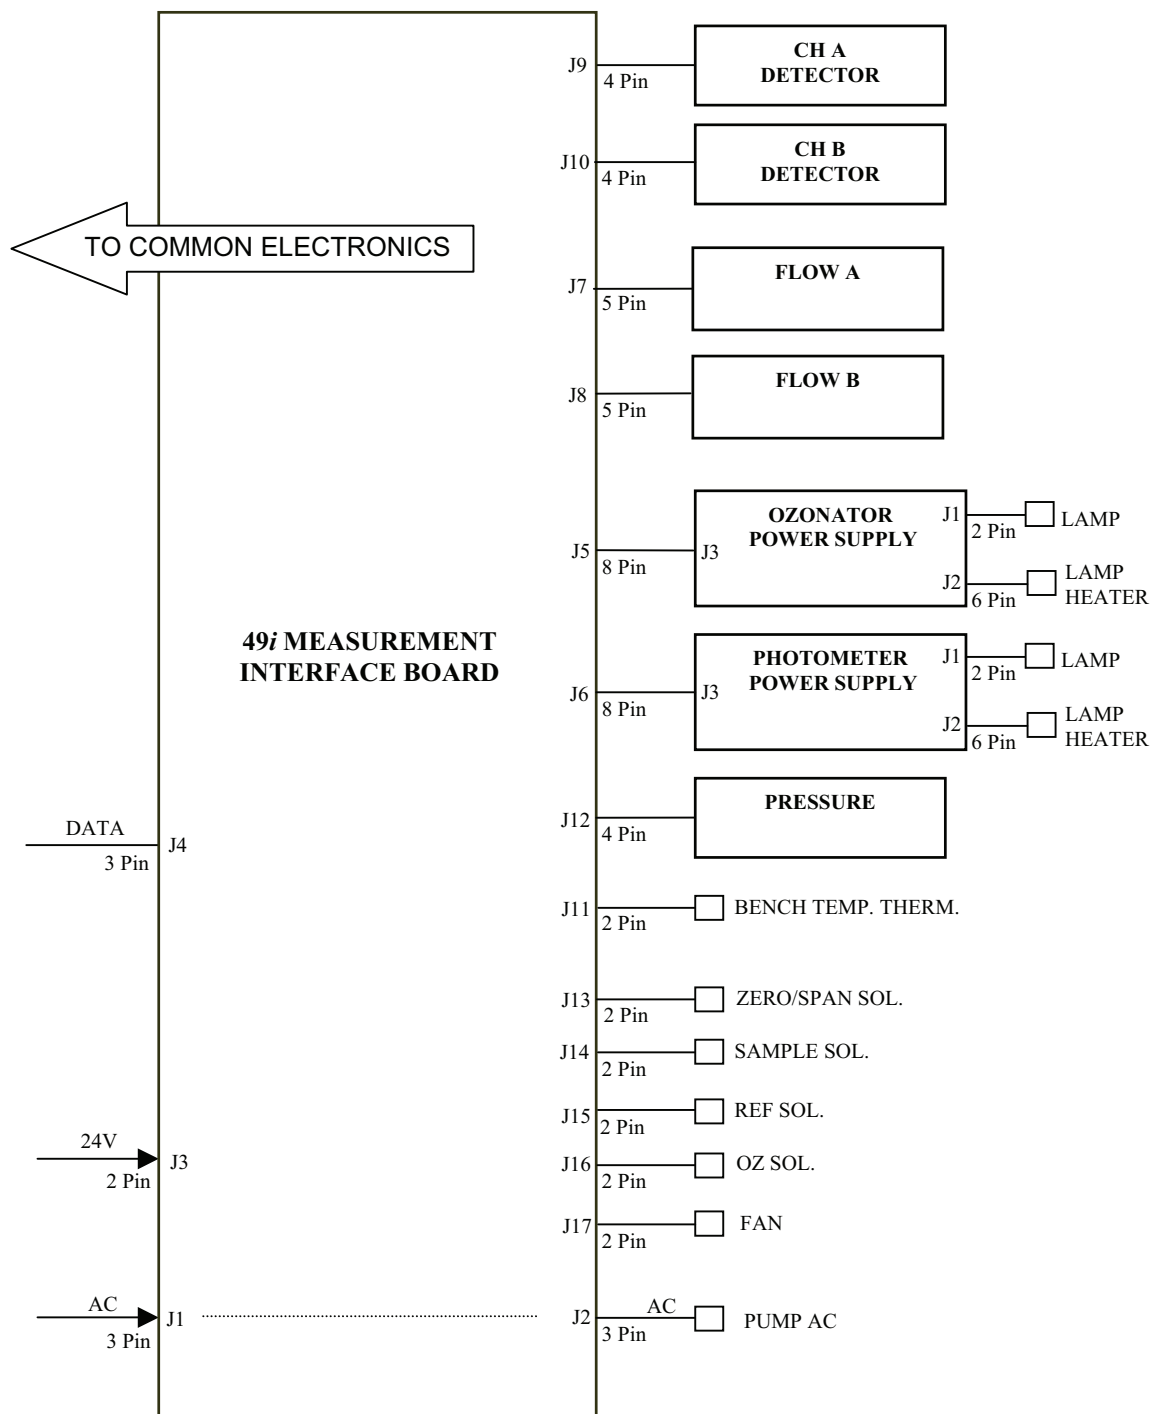 J9
4 Pin
CH A
DETECTOR
J10
4 Pin
CH B
DETECTOR
TO COMMON ELECTRONICS
J7
5 Pin
FLOW A
J8
5 Pin
FLOW B
J5
8 Pin
J3
OZONATOR
POWER SUPPLY
J1
2 Pin
LAMP
J2
6 Pin
LAMP
HEATER
49i MEASUREMENT
INTERFACE BOARD
J6
8 Pin
J3
PHOTOMETER
POWER SUPPLY
J1
2 Pin
LAMP
J2
6 Pin
LAMP
HEATER
J12
4 Pin
PRESSURE
DATA
3 Pin
J4
J11
2 Pin
BENCH TEMP. THERM.
J13
2 Pin
ZERO/SPAN SOL.
J14
2 Pin
SAMPLE SOL.
J15
2 Pin
REF SOL.
24V
2 Pin
J3
J16
2 Pin
OZ SOL.
J17
2 Pin
FAN
AC
3 Pin
J1
J2
AC
3 Pin
PUMP AC